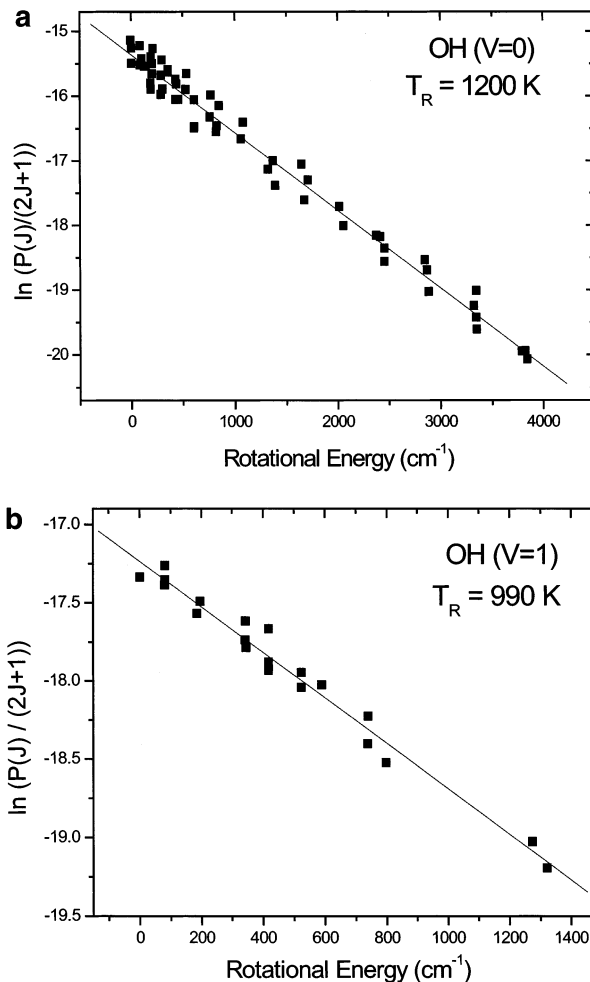 a
OH (V=0)
T_R = 1200 K
ln (P(J)/(2J+1))
-15
-16
-17
-18
-19
-20
0 1000 2000 3000 4000
Rotational Energy (cm⁻¹)
b
OH (V=1)
T_R = 990 K
ln (P(J) / (2J+1))
-17.0
-17.5
-18.0
-18.5
-19.0
-19.5
0 200 400 600 800 1000 1200 1400
Rotational Energy (cm⁻¹)